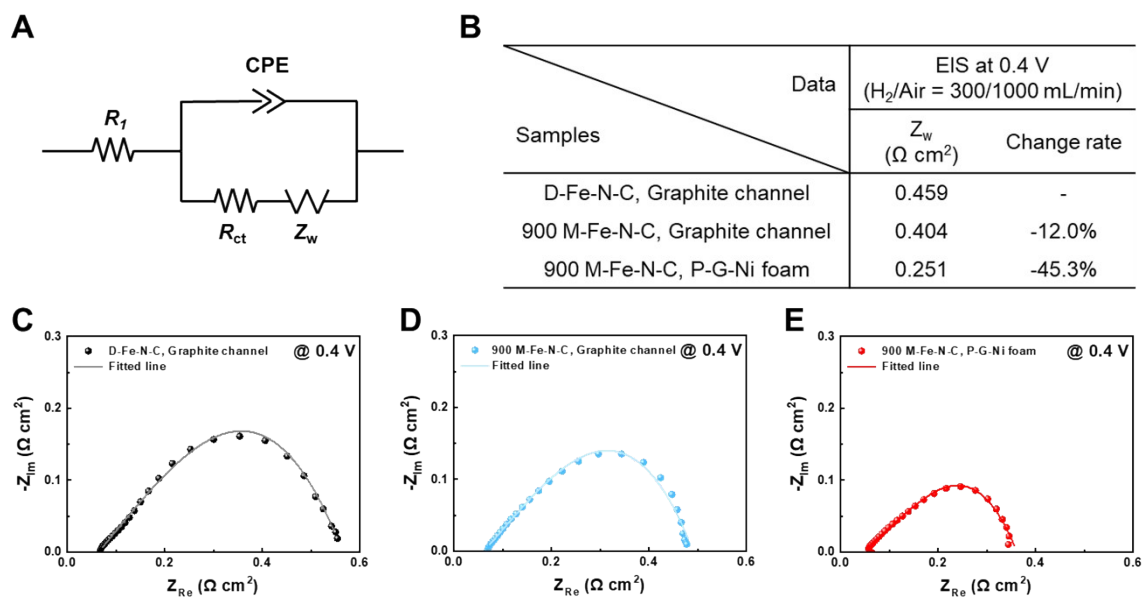 A
CPE
R1
Rct
Zw
B
Data
Samples
EIS at 0.4 V
(H2/Air = 300/1000 mL/min)
Zw
(Ω cm²)
Change rate
D-Fe-N-C, Graphite channel 0.459 -
900 M-Fe-N-C, Graphite channel 0.404 -12.0%
900 M-Fe-N-C, P-G-Ni foam 0.251 -45.3%
C
D-Fe-N-C, Graphite channel
Fitted line
@ 0.4 V
0.3
0.2
0.1
0.0
-ZIm (Ω cm²)
0.0 0.2 0.4 0.6
ZRe (Ω cm²)
D
900 M-Fe-N-C, Graphite channel
Fitted line
@ 0.4 V
0.3
0.2
0.1
0.0
-ZIm (Ω cm²)
0.0 0.2 0.4 0.6
ZRe (Ω cm²)
E
900 M-Fe-N-C, P-G-Ni foam
Fitted line
@ 0.4 V
0.3
0.2
0.1
0.0
-ZIm (Ω cm²)
0.0 0.2 0.4 0.6
ZRe (Ω cm²)